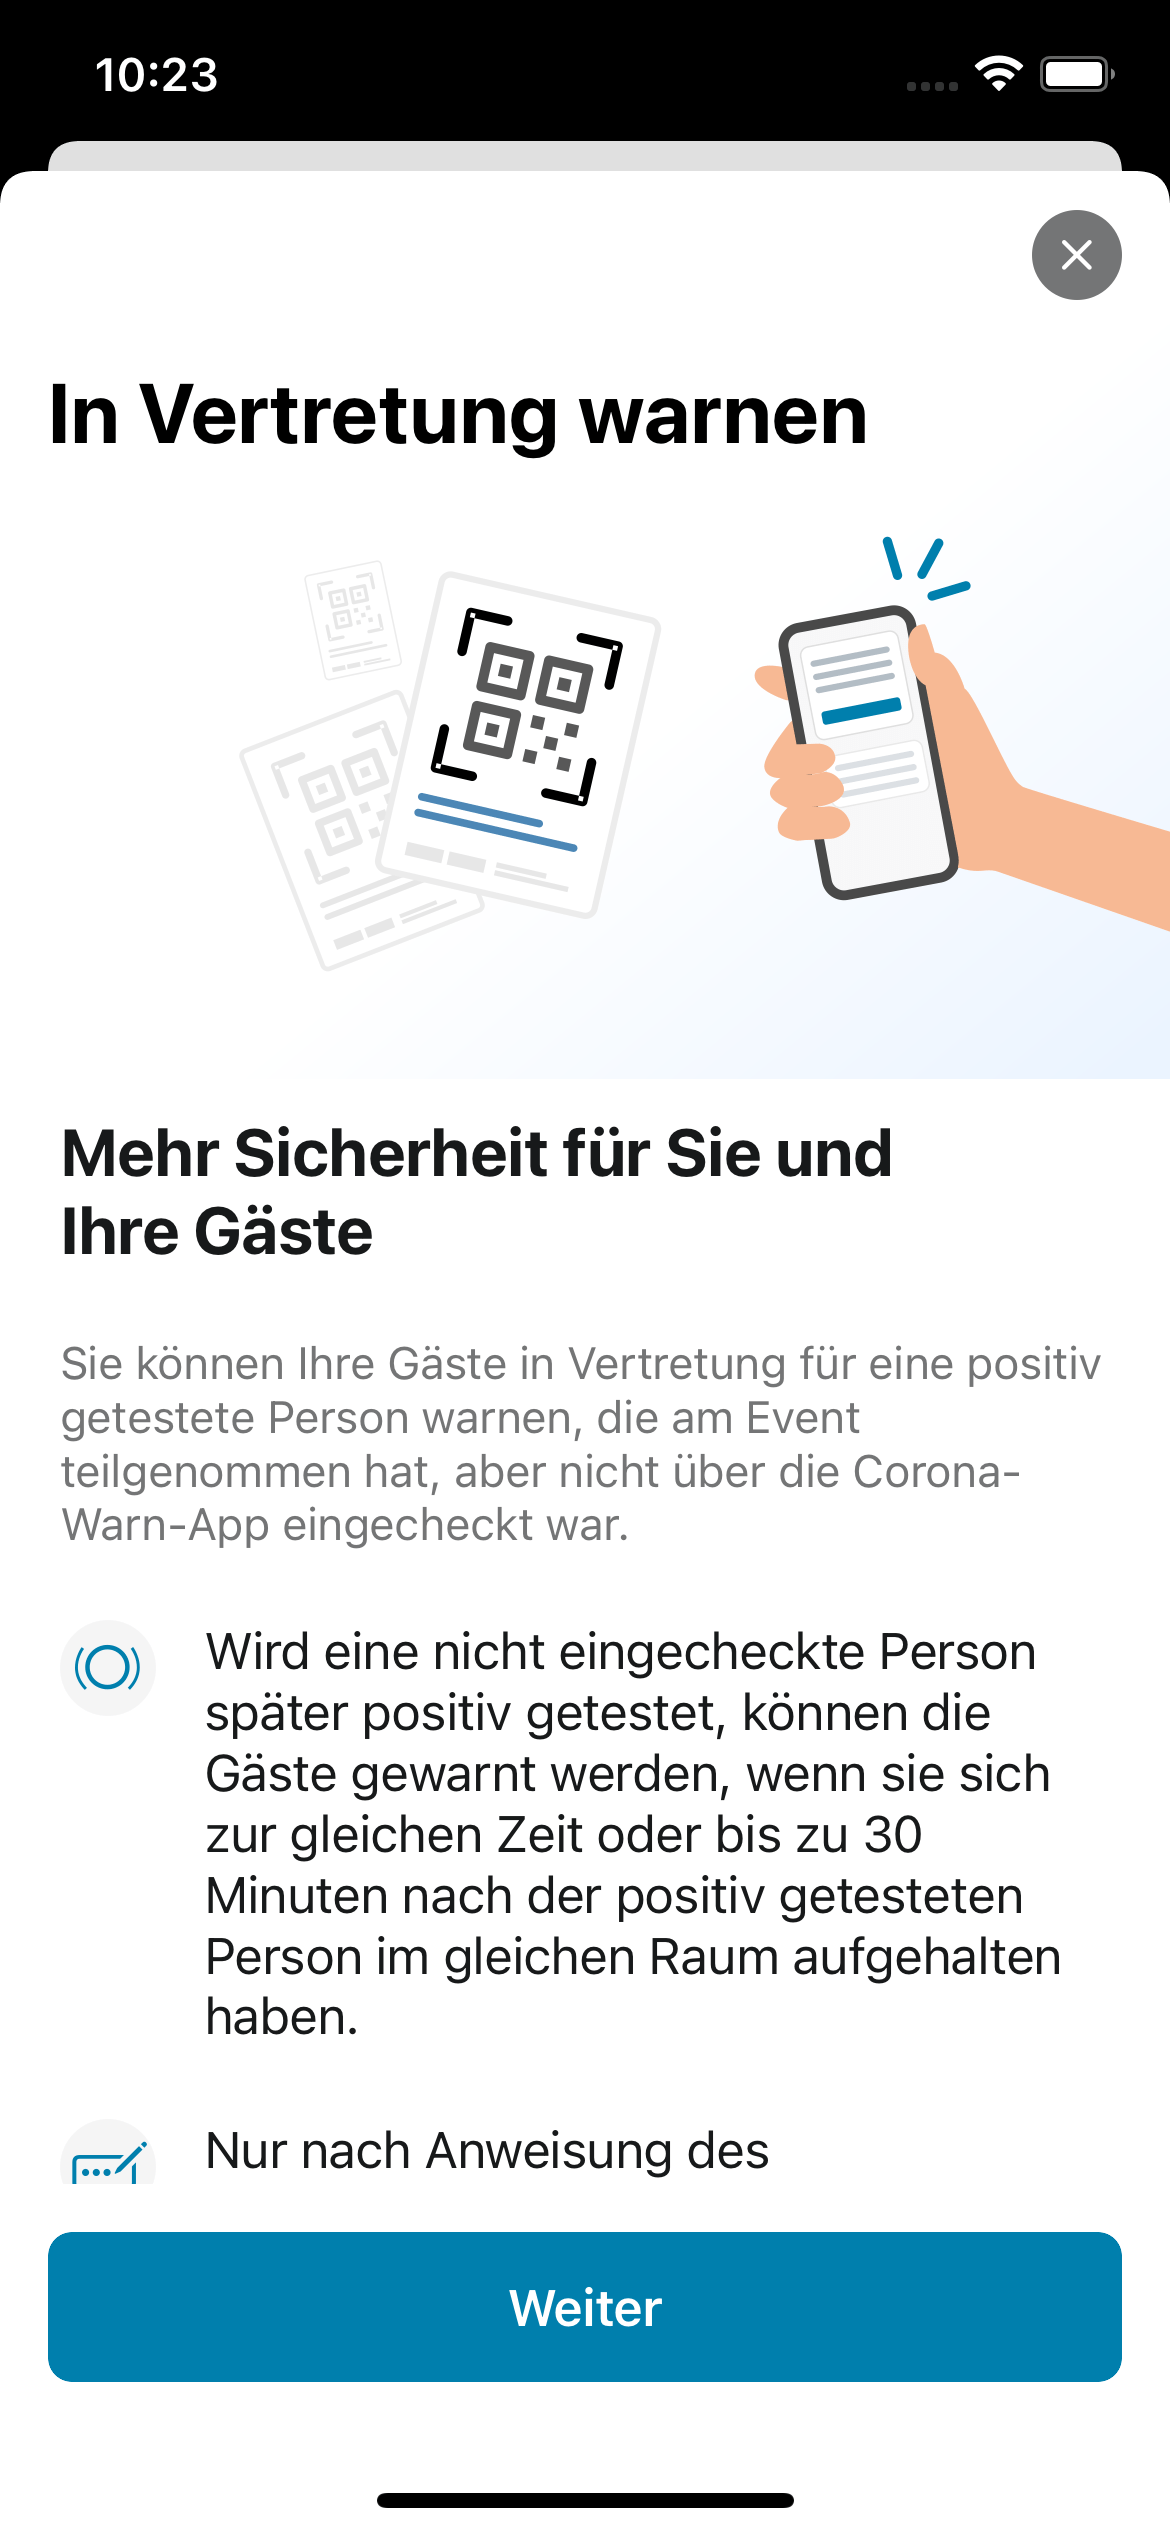 10:23
In Vertretung warnen
Mehr Sicherheit für Sie und
Ihre Gäste
Sie können Ihre Gäste in Vertretung für eine positiv
getestete Person warnen, die am Event
teilgenommen hat, aber nicht über die Corona-
Warn-App eingecheckt war.
Wird eine nicht eingecheckte Person
später positiv getestet, können die
Gäste gewarnt werden, wenn sie sich
zur gleichen Zeit oder bis zu 30
Minuten nach der positiv getesteten
Person im gleichen Raum aufgehalten
haben.
Nur nach Anweisung des
Weiter